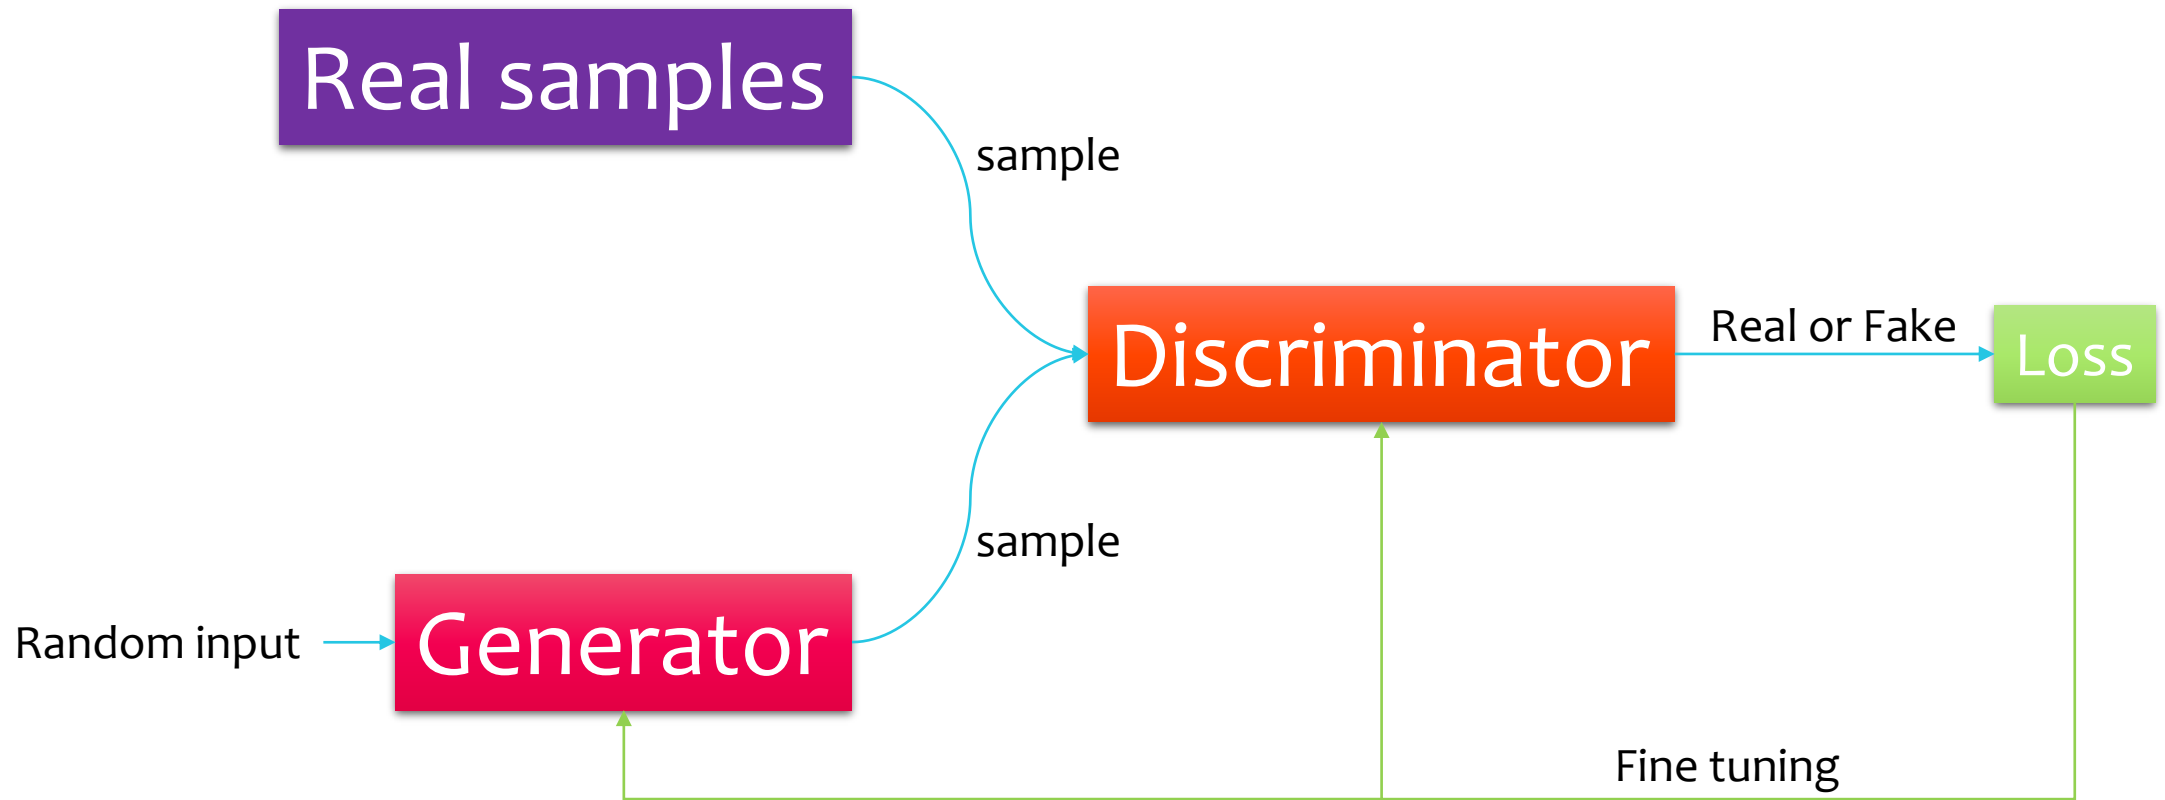 Real samples
sample
Discriminator
Real or Fake
Loss
sample
Random input
Generator
Fine tuning